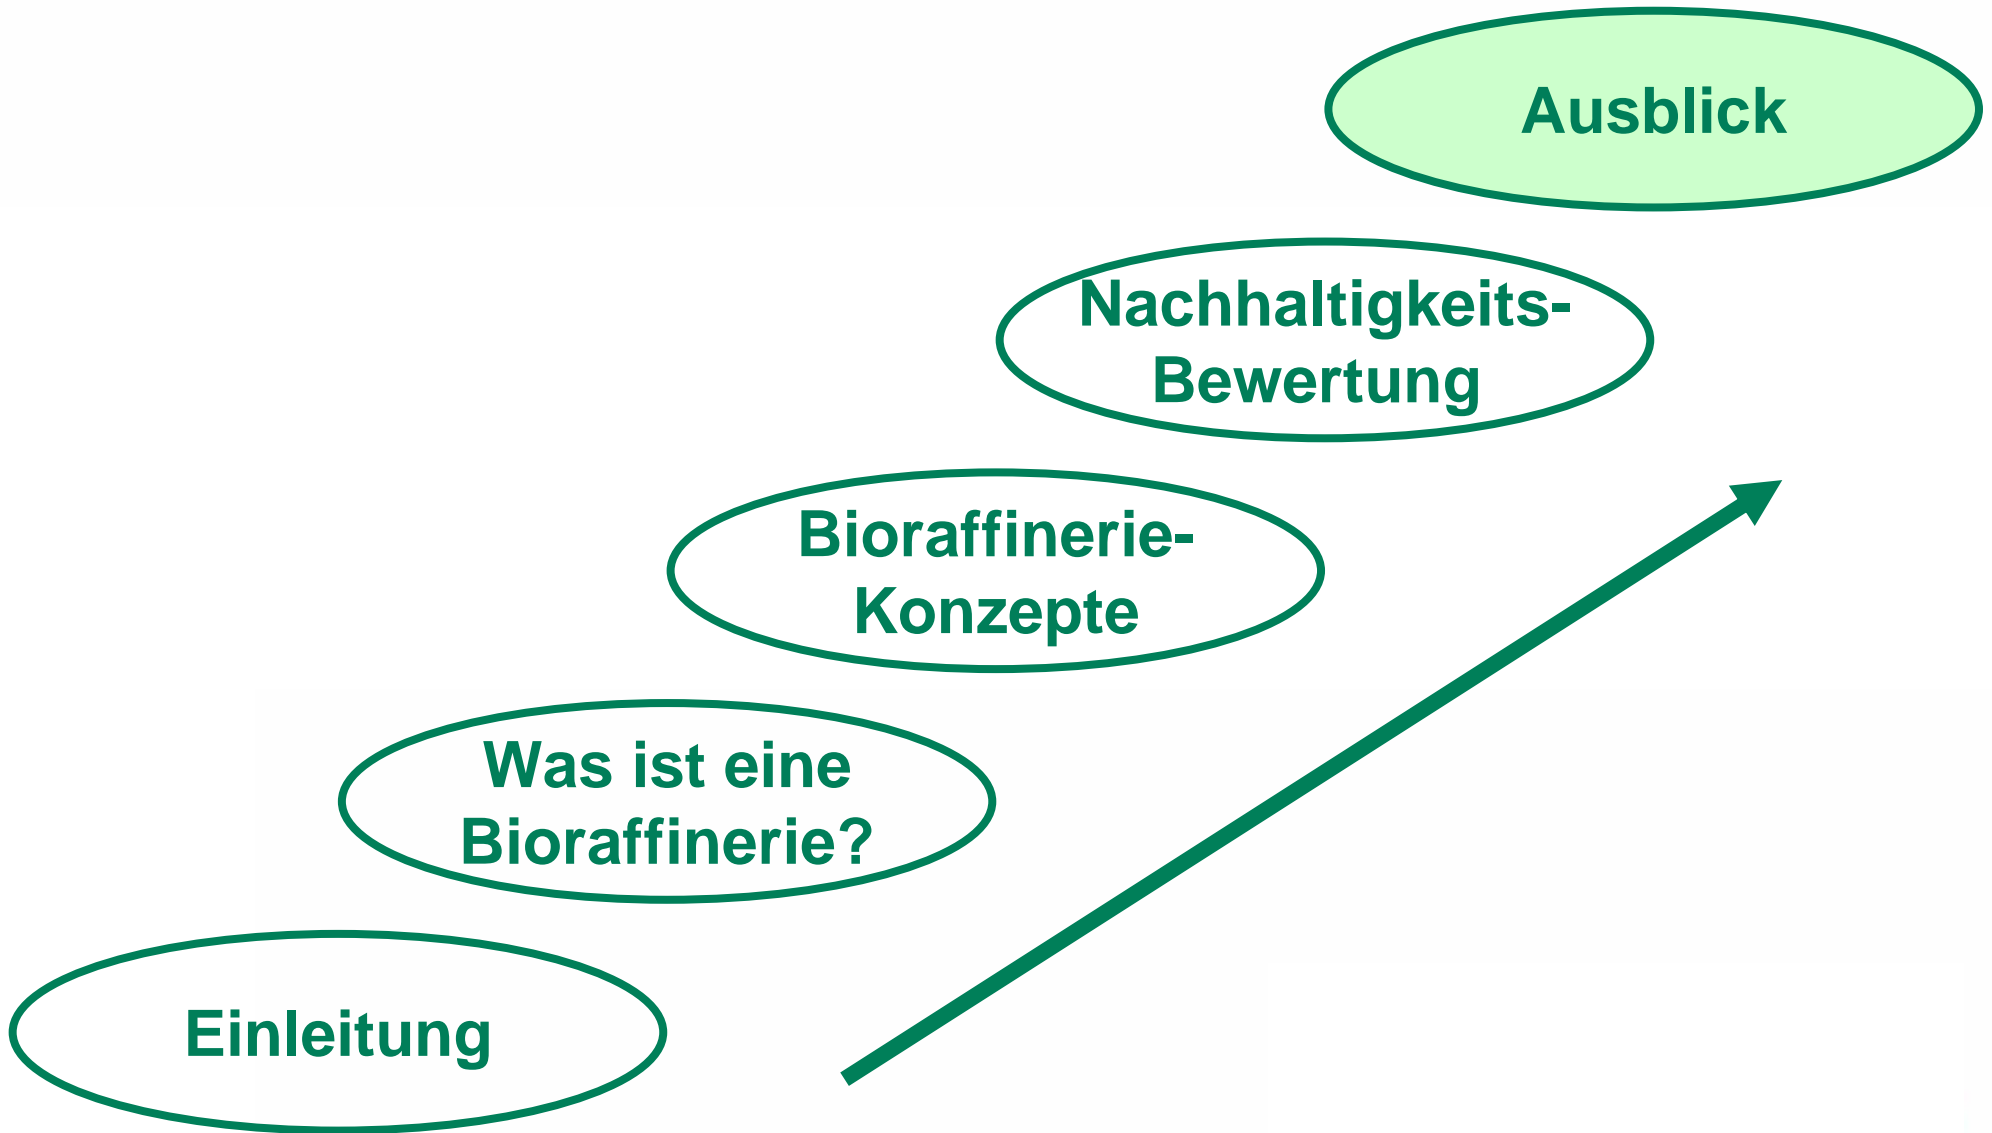 Ausblick
Nachhaltigkeits-
Bewertung
Bioraffinerie-
Konzepte
Was ist eine
Bioraffinerie?
Einleitung